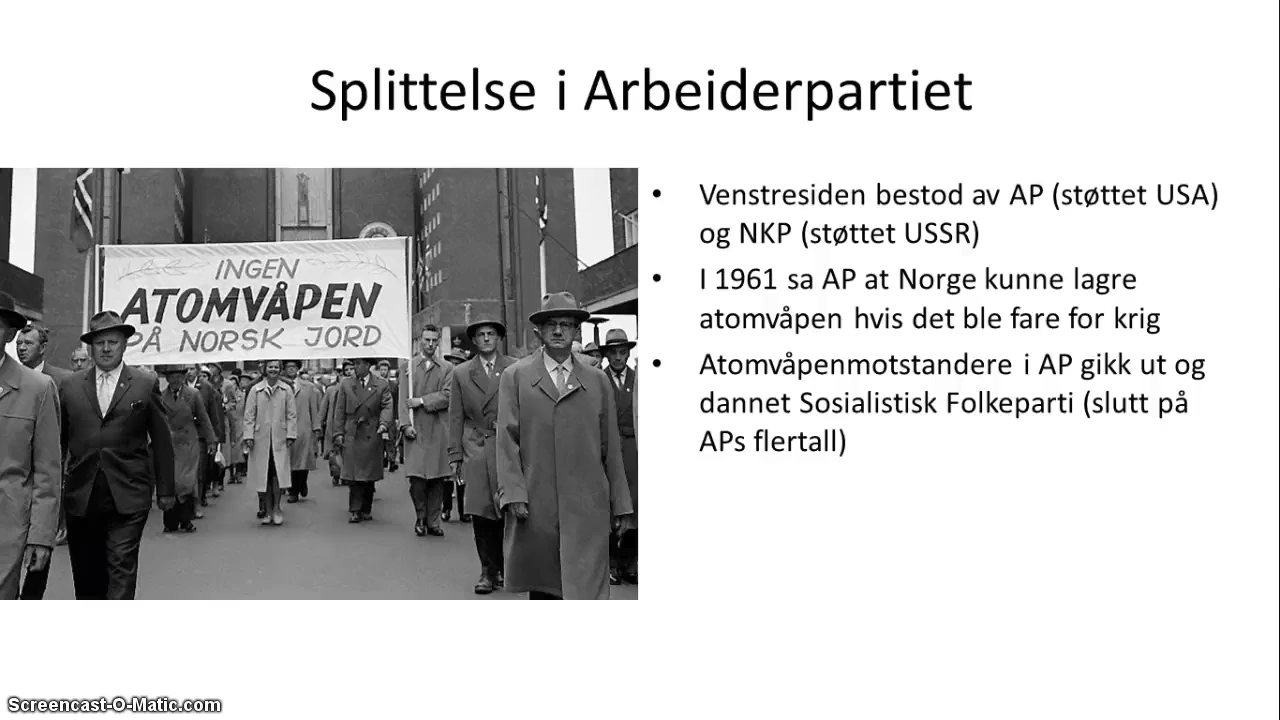 Splittelse i Arbeiderpartiet
INGEN
ATOMVÅPEN
PÅ NORSK JORD
• Venstresiden bestod av AP (støttet USA)
og NKP (støttet USSR)
• I 1961 sa AP at Norge kunne lagre
atomvåpen hvis det ble fare for krig
• Atomvåpenmotstandere i AP gikk ut og
dannet Sosialistisk Folkeparti (slutt på
APs flertall)
Screencast-O-Matic.com